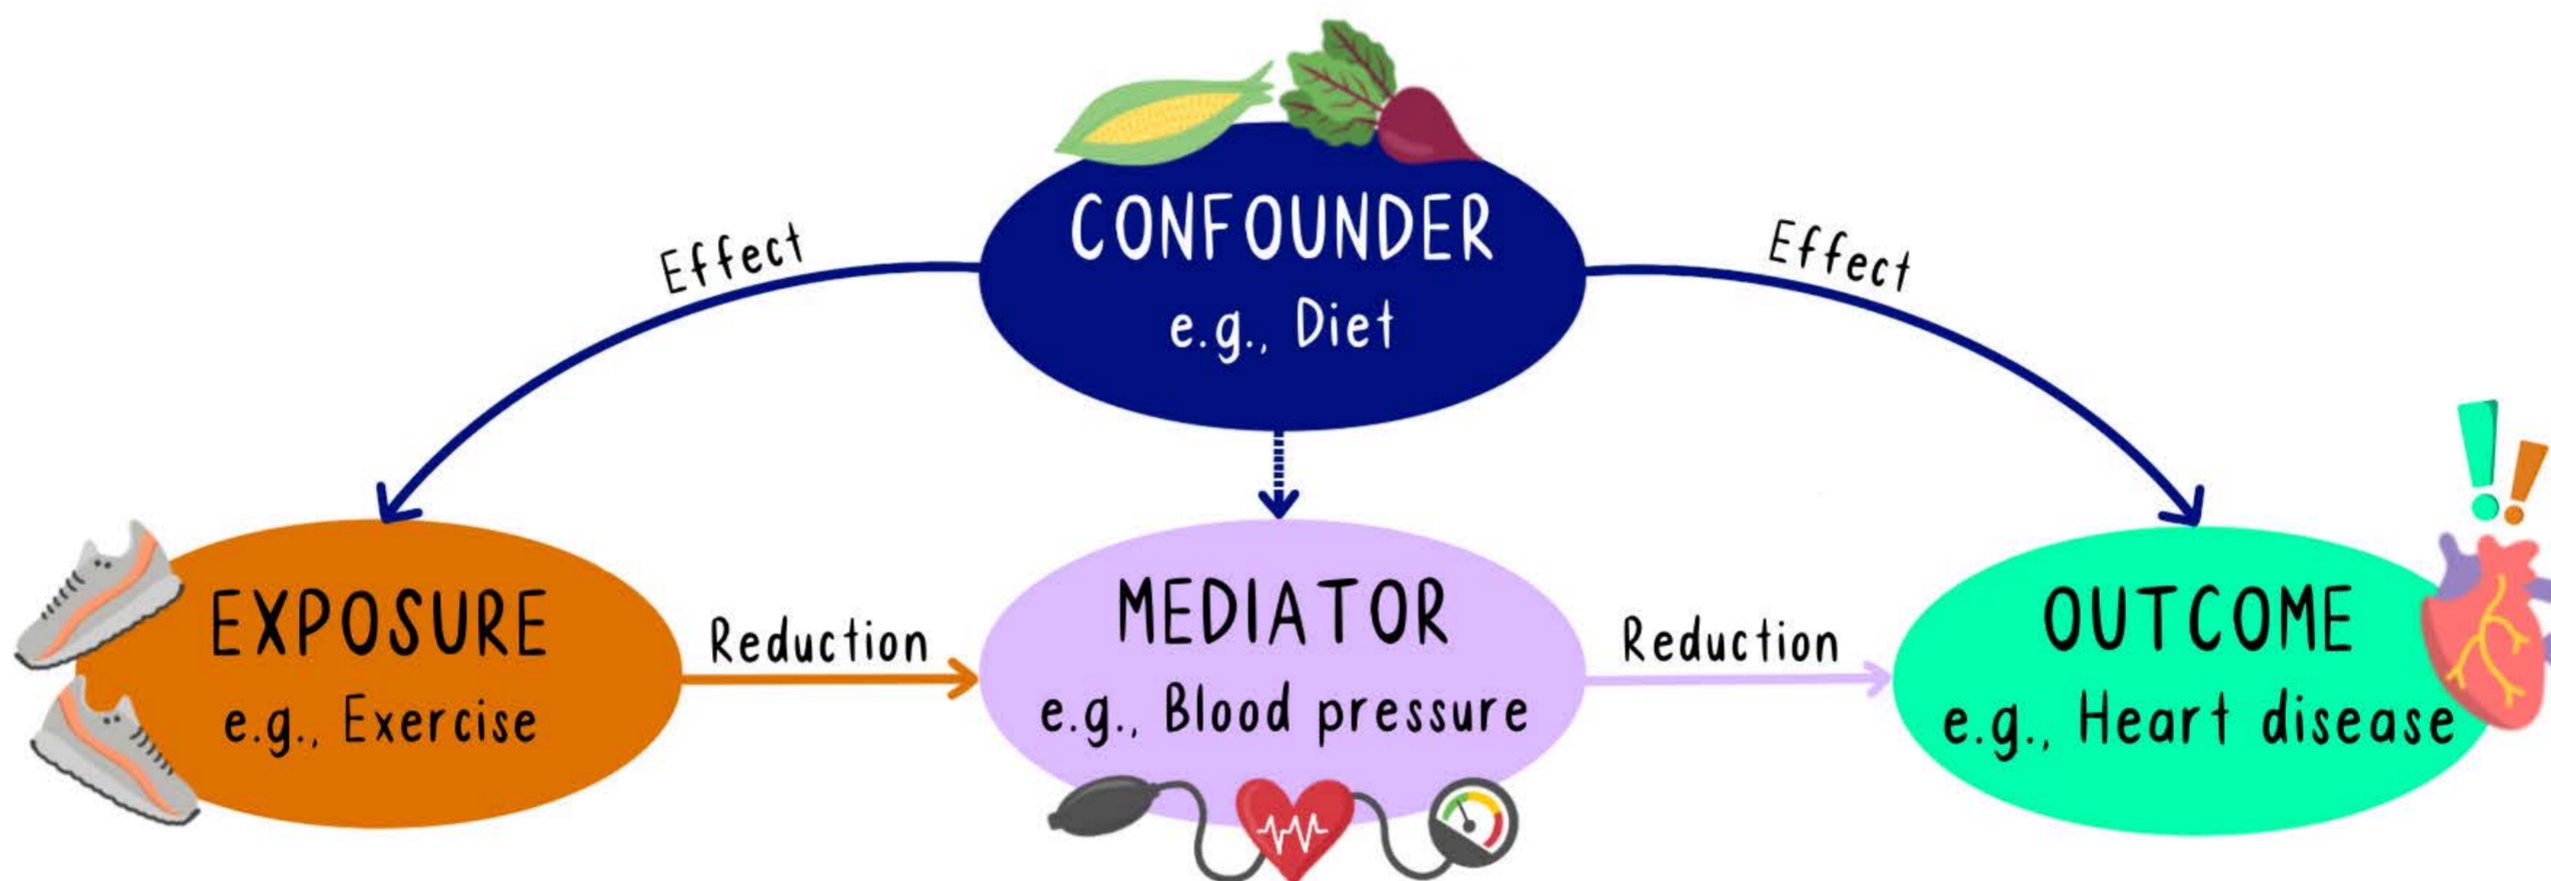 CONFOUNDER
e.g., Diet
Effect
Effect
EXPOSURE
e.g., Exercise
Reduction
MEDIATOR
e.g., Blood pressure
Reduction
OUTCOME
e.g., Heart disease